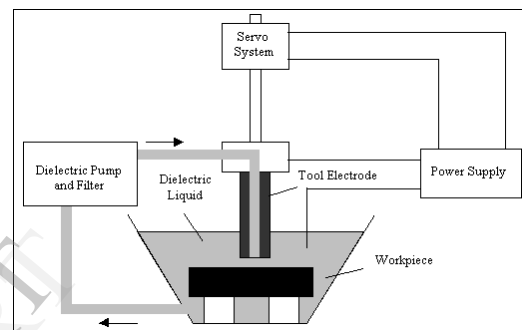 Servo
System
Dielectric Pump
and Filter
Dielectric
Liquid
Tool Electrode
Power Supply
Workpiece